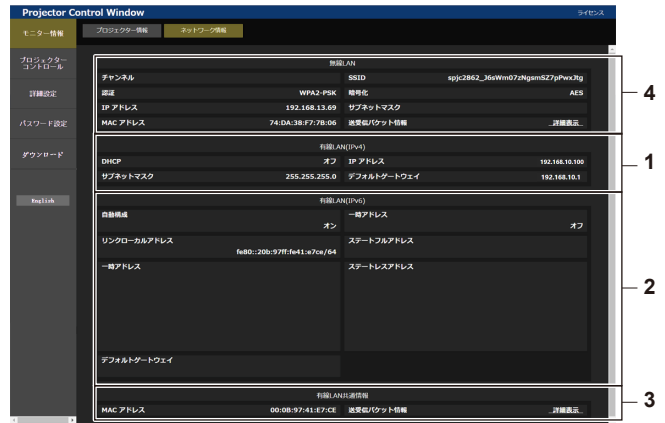 Projector Control Window
ライセンス
モニター情報
プロジェクター情報 ネットワーク情報
プロジェクター
コントロール
詳細設定
パスワード設定
ダウンロード
English
無線LAN
チャンネル SSID spjc2862_J6sWm07zNgsmSZ7pPwxJtg
認証 WPA2-PSK 暗号化 AES
IP アドレス 192.168.13.69 サブネットマスク
MAC アドレス 74:DA:38:F7:7B:06 送受信パケット情報 詳細表示
4
有線LAN(IPv4)
DHCP オフ IP アドレス 192.168.10.100
サブネットマスク 255.255.255.0 デフォルトゲートウェイ 192.168.10.1
1
有線LAN(IPv6)
自動構成 オン 一時アドレス オフ
リンクローカルアドレス fe80::20b:97ff:fe41:e7ce/64 ステートフルアドレス
一時アドレス ステートレスアドレス
デフォルトゲートウェイ
2
有線LAN共通情報
MAC アドレス 00:0B:97:41:E7:CE 送受信パケット情報 詳細表示
3